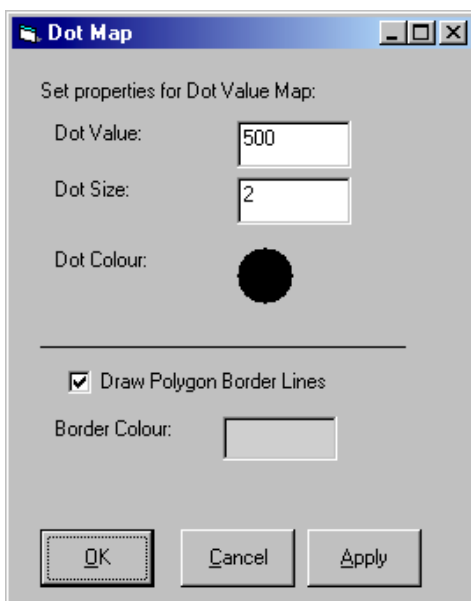 Dot Map
Set properties for Dot Value Map:
Dot Value: 500
Dot Size: 2
Dot Colour:
Draw Polygon Border Lines
Border Colour:
OK Cancel Apply